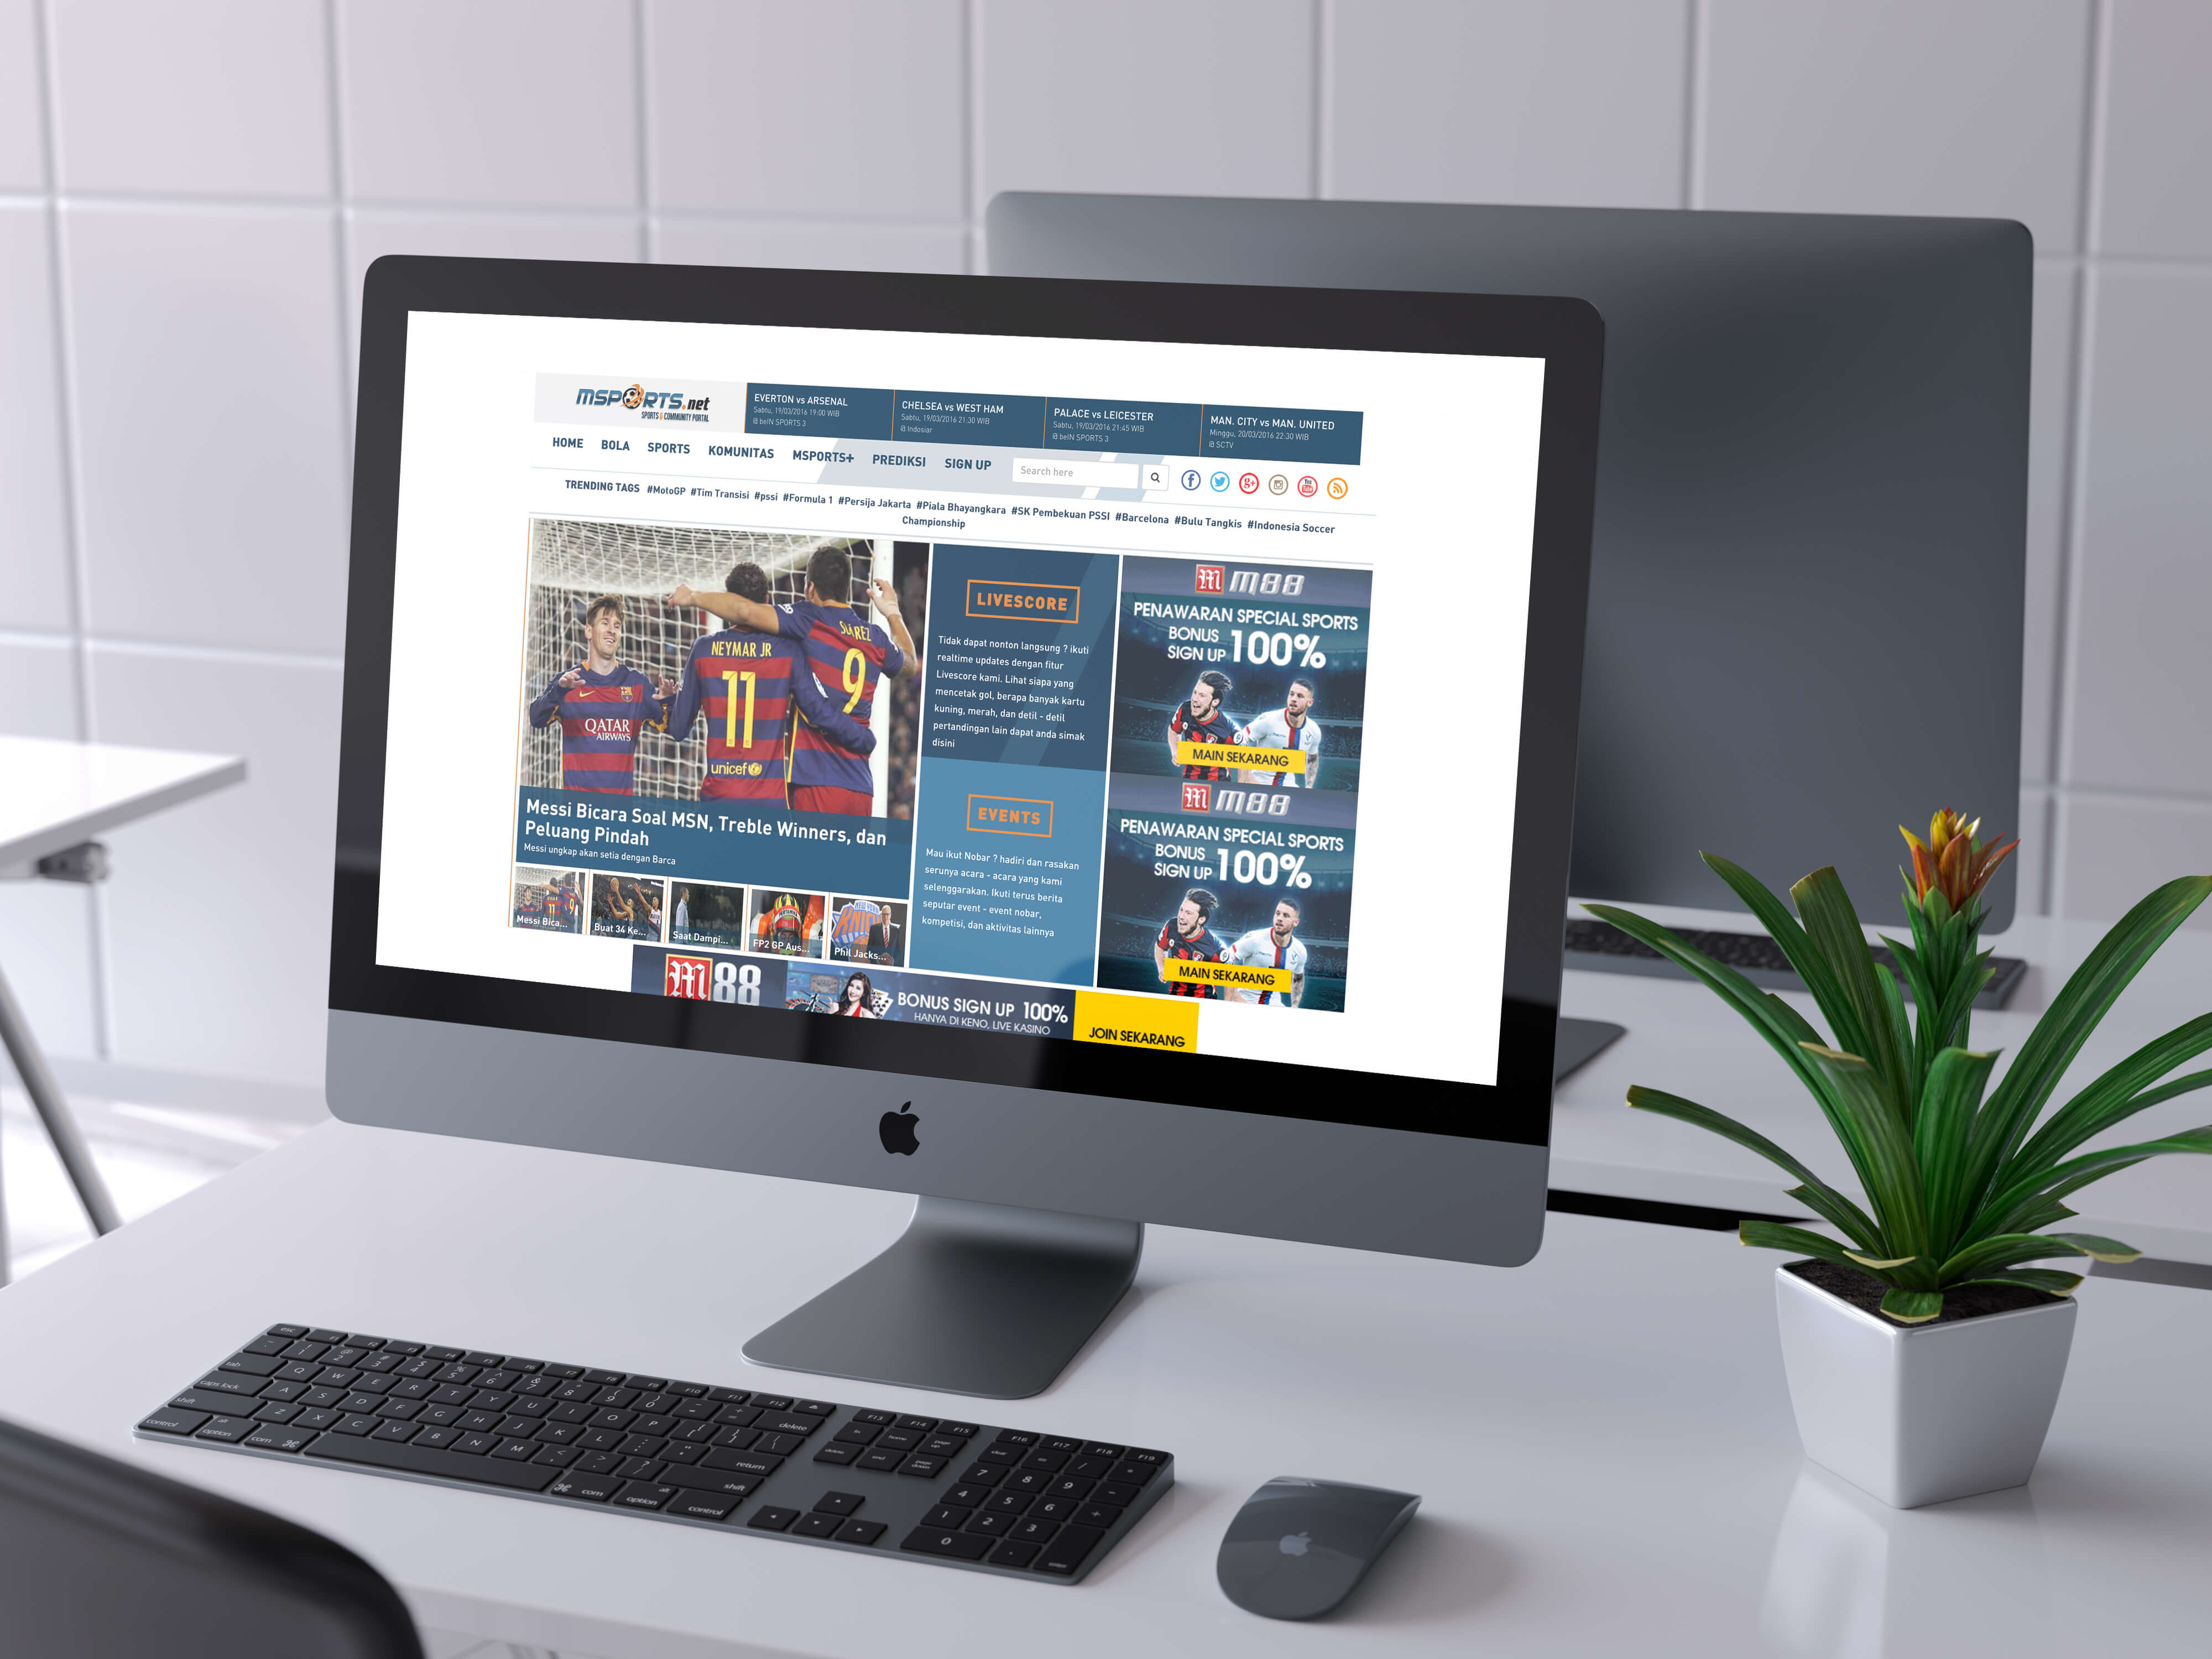 MSPORTS.net
SPORTS & COMMUNITY PORTAL
EVERTON vs ARSENAL
Sabtu, 19/03/2016 19:00 WIB
@ beIN SPORTS 3
CHELSEA vs WEST HAM
Sabtu, 19/03/2016 21:30 WIB
@ Indosiar
PALACE vs LEICESTER
Sabtu, 19/03/2016 21:45 WIB
@ beIN SPORTS 3
MAN. CITY vs MAN. UNITED
Minggu, 20/03/2016 22:30 WIB
@ SCTV
HOME BOLA SPORTS KOMUNITAS MSPORTS+ PREDIKSI SIGN UP
Search here
TRENDING TAGS #MotoGP #Tim Transisi #pssi #Formula 1 #Persija Jakarta #Piala Bhayangkara #SK Pembekuan PSSI #Barcelona #Bulu Tangkis #Indonesia Soccer
Championship
NEYMAR JR
11
unicef
SUÁREZ
9
QATAR
AIRWAYS
Messi Bicara Soal MSN, Treble Winners, dan
Peluang Pindah
Messi ungkap akan setia dengan Barca
Messi Bica...
Buat 34 Ke...
Saat Dampi...
FP2 GP Aus...
Phil Jacks...
LIVESCORE
Tidak dapat nonton langsung ? ikuti
realtime updates dengan fitur
Livescore kami. Lihat siapa yang
mencetak gol, berapa banyak kartu
kuning, merah, dan detil - detil
pertandingan lain dapat anda simak
disini
EVENTS
Mau ikut Nobar ? hadiri dan rasakan
serunya acara - acara yang kami
selenggarakan. Ikuti terus berita
seputar event - event nobar,
kompetisi, dan aktivitas lainnya
M88
PENAWARAN SPECIAL SPORTS
BONUS
SIGN UP 100%
MAIN SEKARANG
M88
PENAWARAN SPECIAL SPORTS
BONUS
SIGN UP 100%
MAIN SEKARANG
M88
BONUS SIGN UP 100%
HANYA DI KENO, LIVE KASINO
JOIN SEKARANG